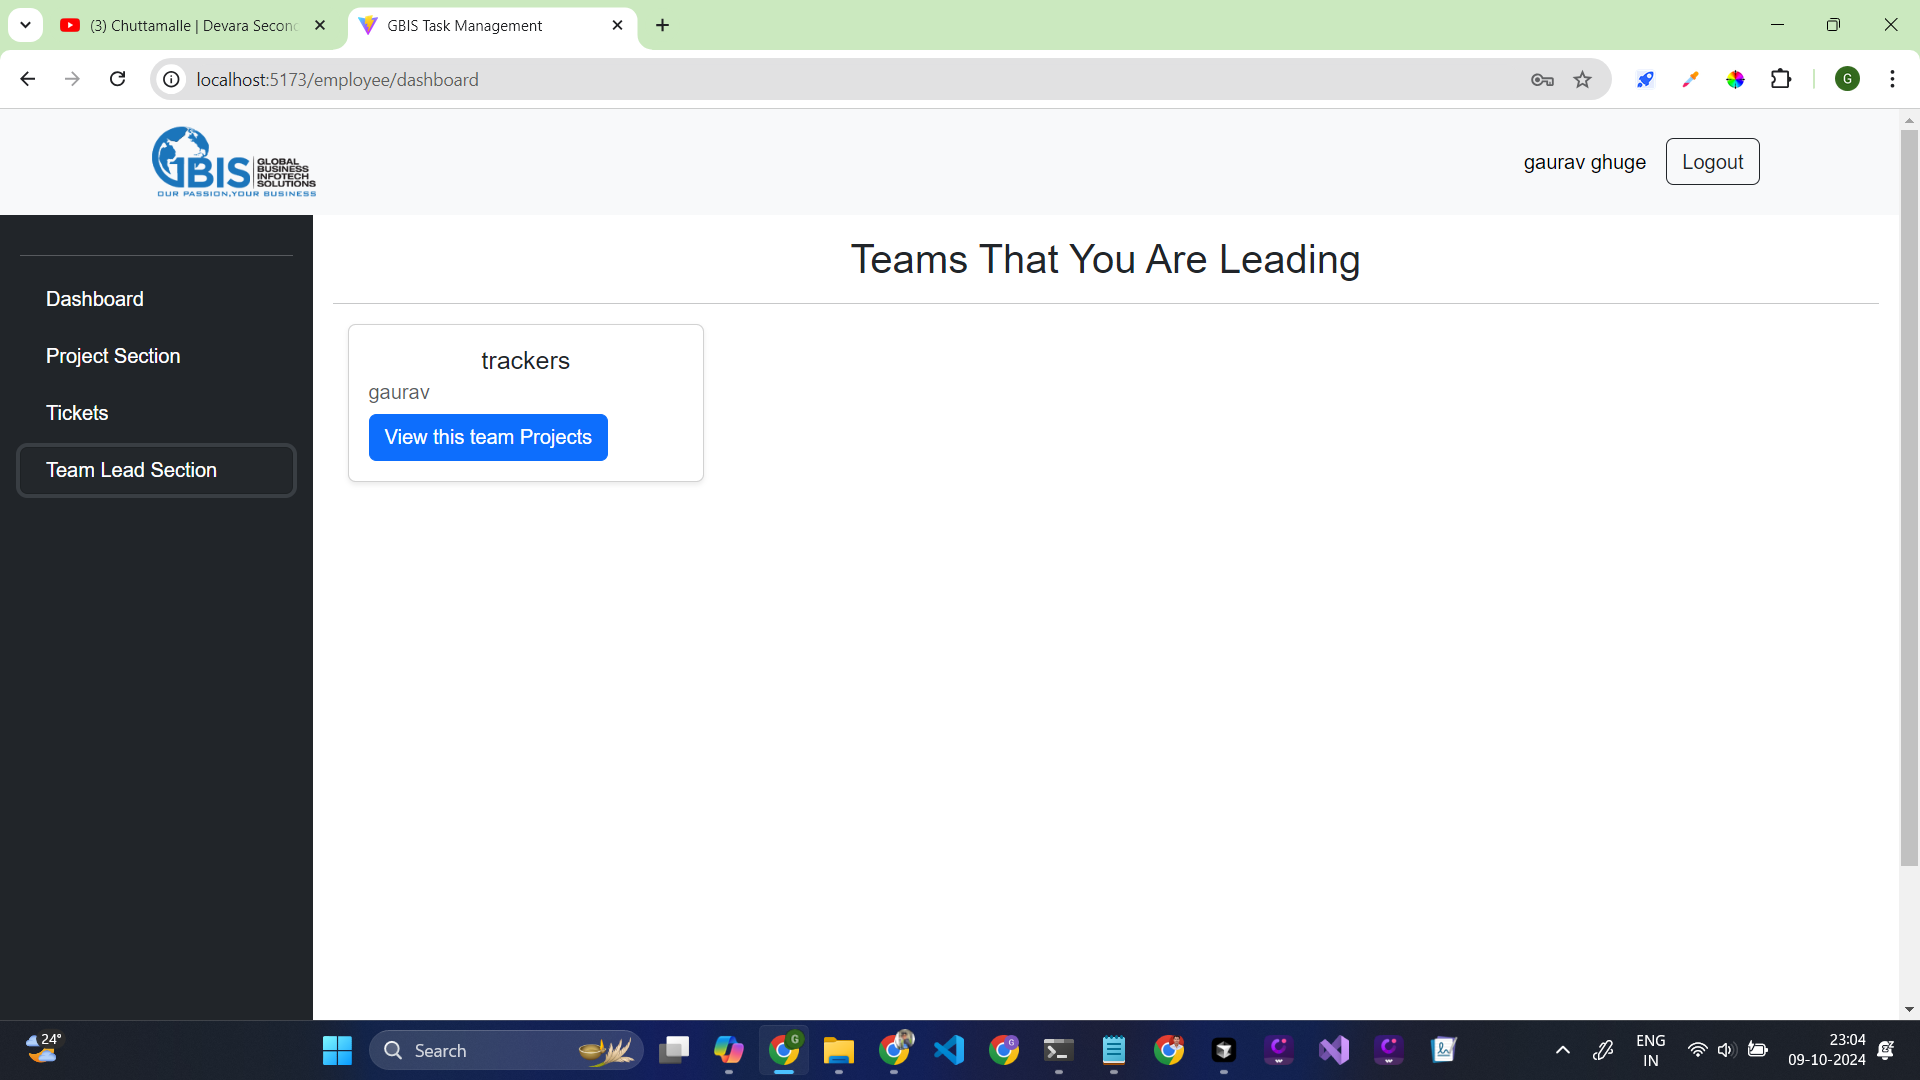 (3) Chuttamalle | Devara Secon
GBIS Task Management
localhost:5173/employee/dashboard
G
GBIS GLOBAL BUSINESS INFOTECH SOLUTIONS
OUR PASSION,YOUR BUSINESS
gaurav ghuge
Logout
Dashboard
Project Section
Tickets
Team Lead Section
Teams That You Are Leading
trackers
gaurav
View this team Projects
24°
Search
G
G
ENG
IN
23:04
09-10-2024